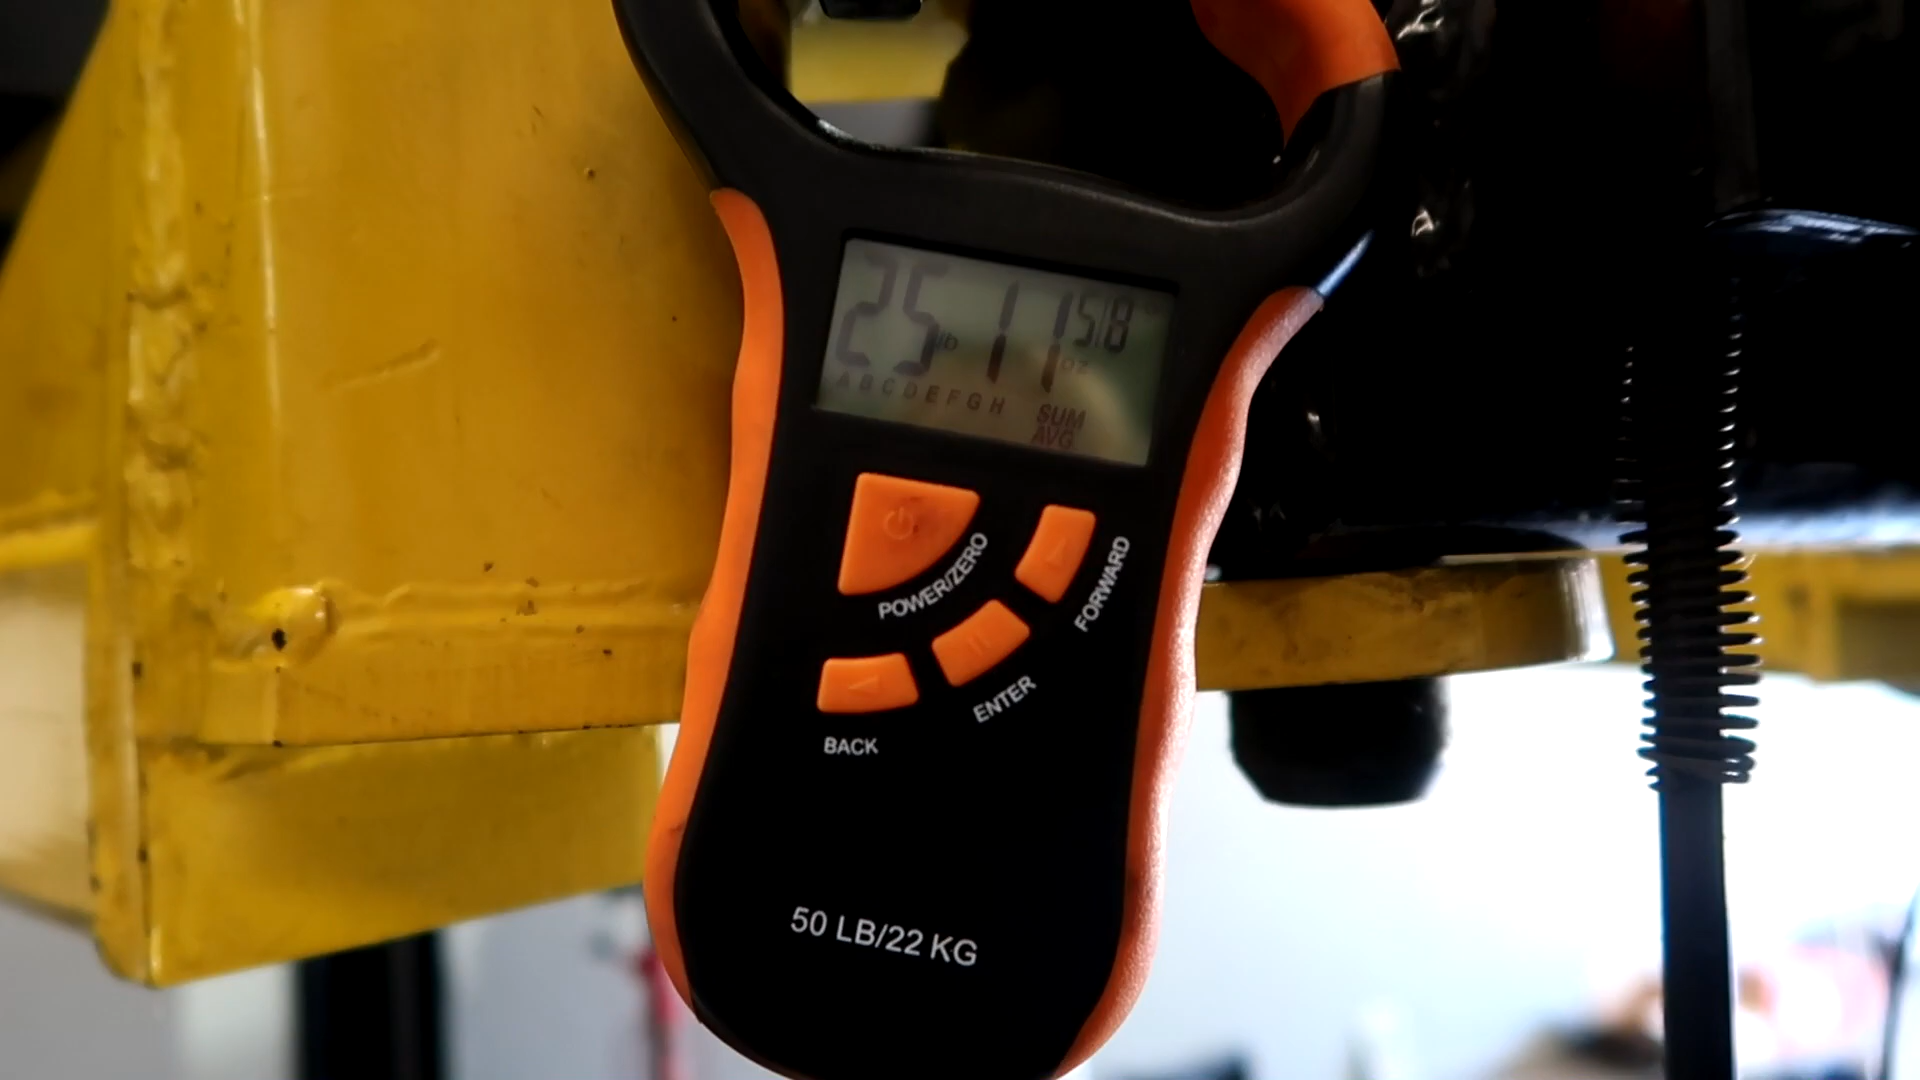 25 lb 11 5/8 oz
A B C D E F G H SUM
AVG
POWER/ZERO
FORWARD
ENTER
BACK
50 LB/22 KG